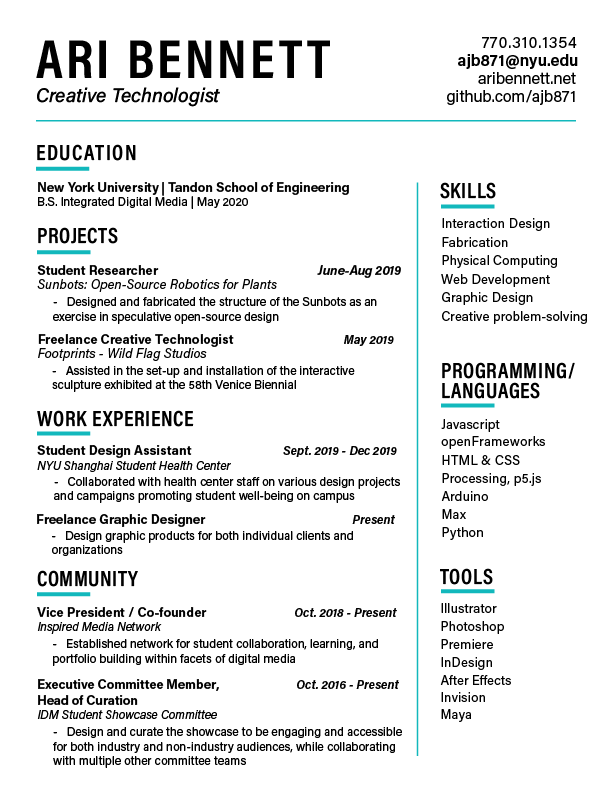 ARI BENNETT
Creative Technologist
770.310.1354
ajb871@nyu.edu
aribennett.net
github.com/ajb871
EDUCATION
New York University | Tandon School of Engineering
B.S. Integrated Digital Media | May 2020
PROJECTS
Student Researcher June-Aug 2019
Sunbots: Open-Source Robotics for Plants
- Designed and fabricated the structure of the Sunbots as an
exercise in speculative open-source design
Freelance Creative Technologist May 2019
Footprints - Wild Flag Studios
- Assisted in the set-up and installation of the interactive
sculpture exhibited at the 58th Venice Biennial
WORK EXPERIENCE
Student Design Assistant Sept. 2019 - Dec 2019
NYU Shanghai Student Health Center
- Collaborated with health center staff on various design projects
and campaigns promoting student well-being on campus
Freelance Graphic Designer Present
- Design graphic products for both individual clients and
organizations
COMMUNITY
Vice President / Co-founder Oct. 2018 - Present
Inspired Media Network
- Established network for student collaboration, learning, and
portfolio building within facets of digital media
Executive Committee Member, Oct. 2016 - Present
Head of Curation
IDM Student Showcase Committee
- Design and curate the showcase to be engaging and accessible
for both industry and non-industry audiences, while collaborating
with multiple other committee teams
SKILLS
Interaction Design
Fabrication
Physical Computing
Web Development
Graphic Design
Creative problem-solving
PROGRAMMING/
LANGUAGES
Javascript
openFrameworks
HTML & CSS
Processing, p5.js
Arduino
Max
Python
TOOLS
Illustrator
Photoshop
Premiere
InDesign
After Effects
Invision
Maya